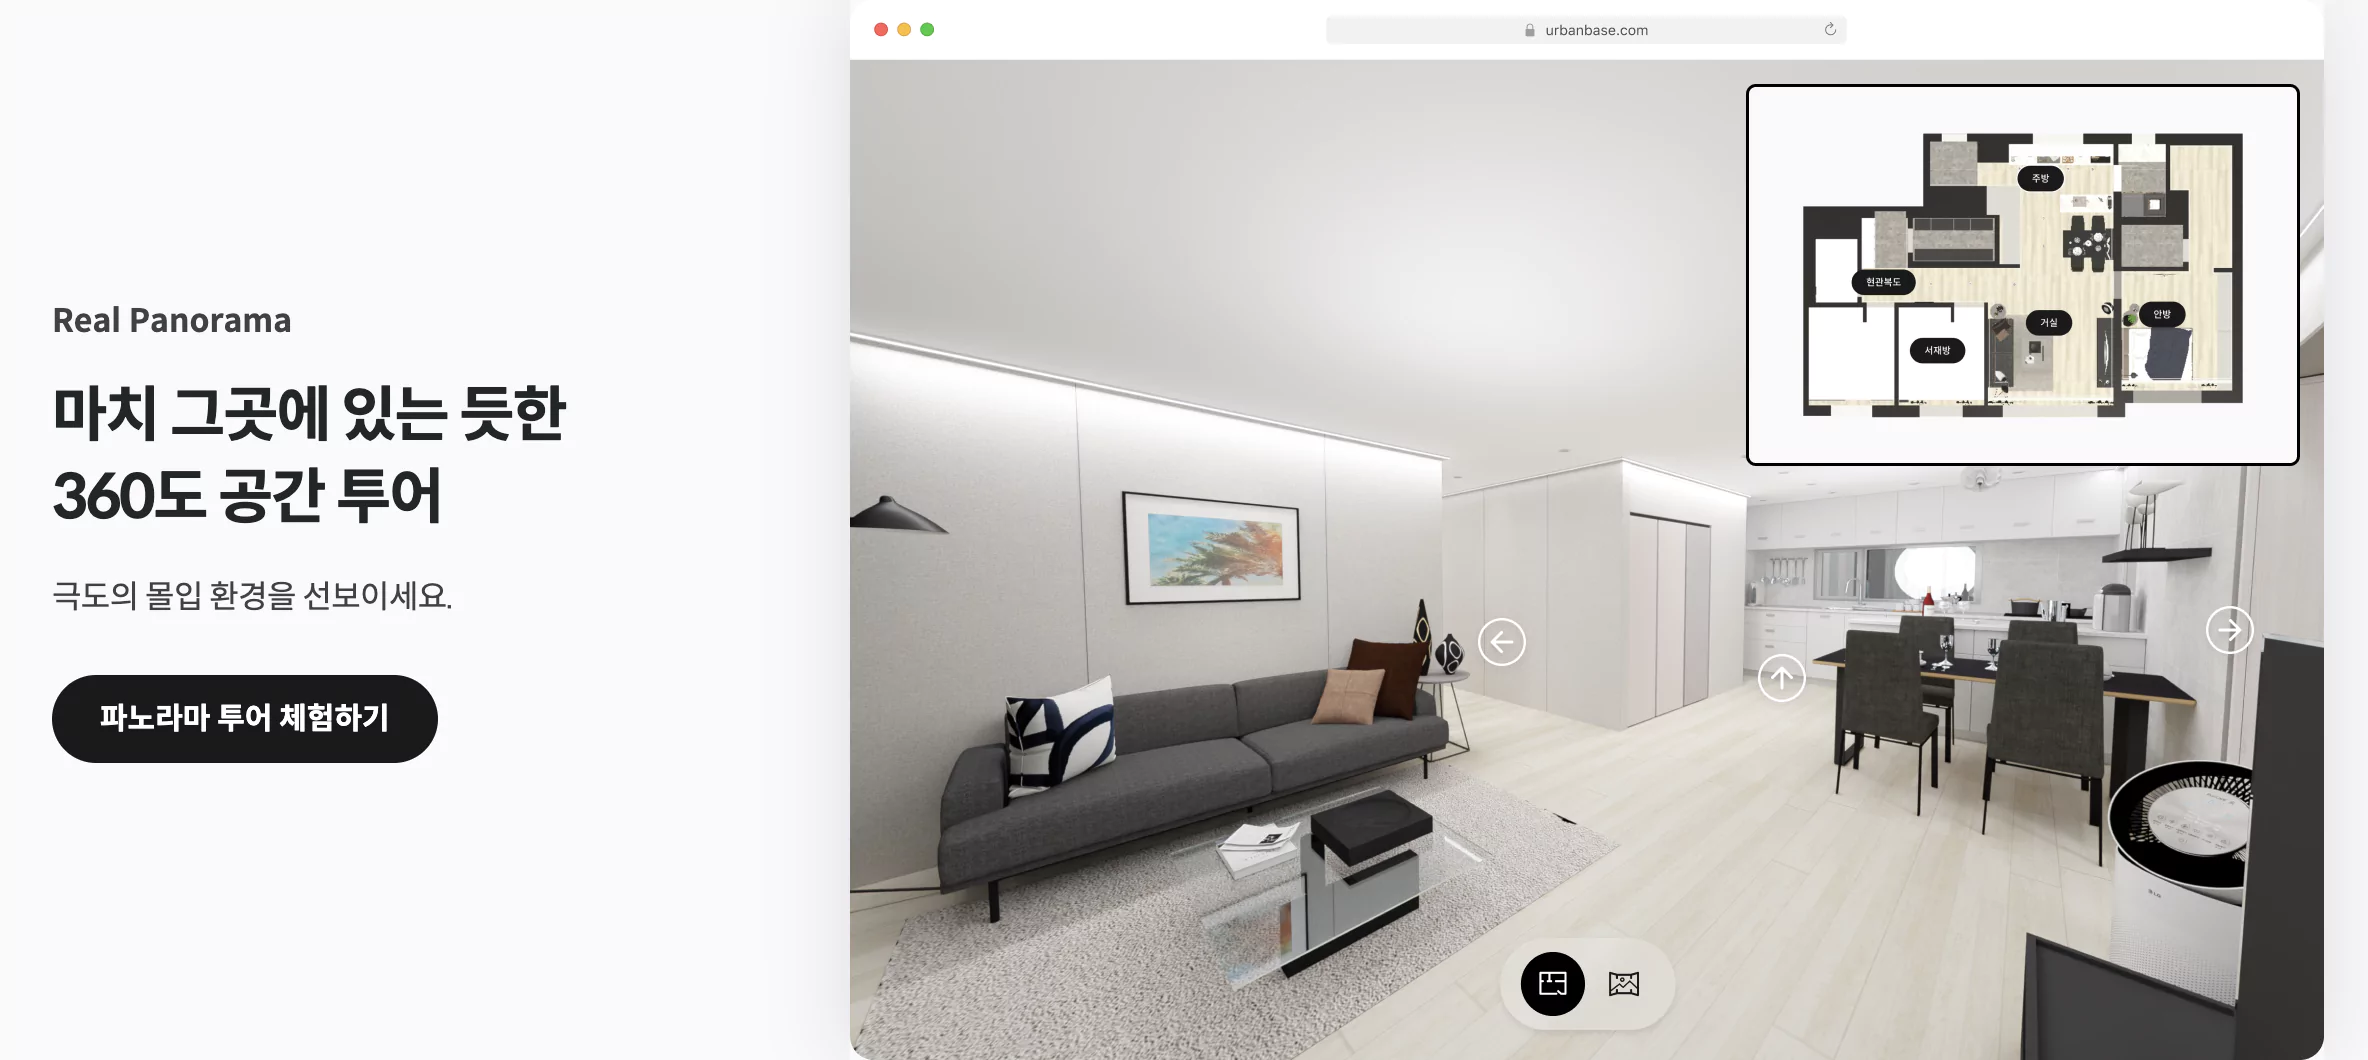 Real Panorama
마치 그곳에 있는 듯한
360도 공간 투어
극도의 몰입 환경을 선보이세요.
파노라마 투어 체험하기
urbanbase.com
주방
현관복도
안방
거실
서재방
LG